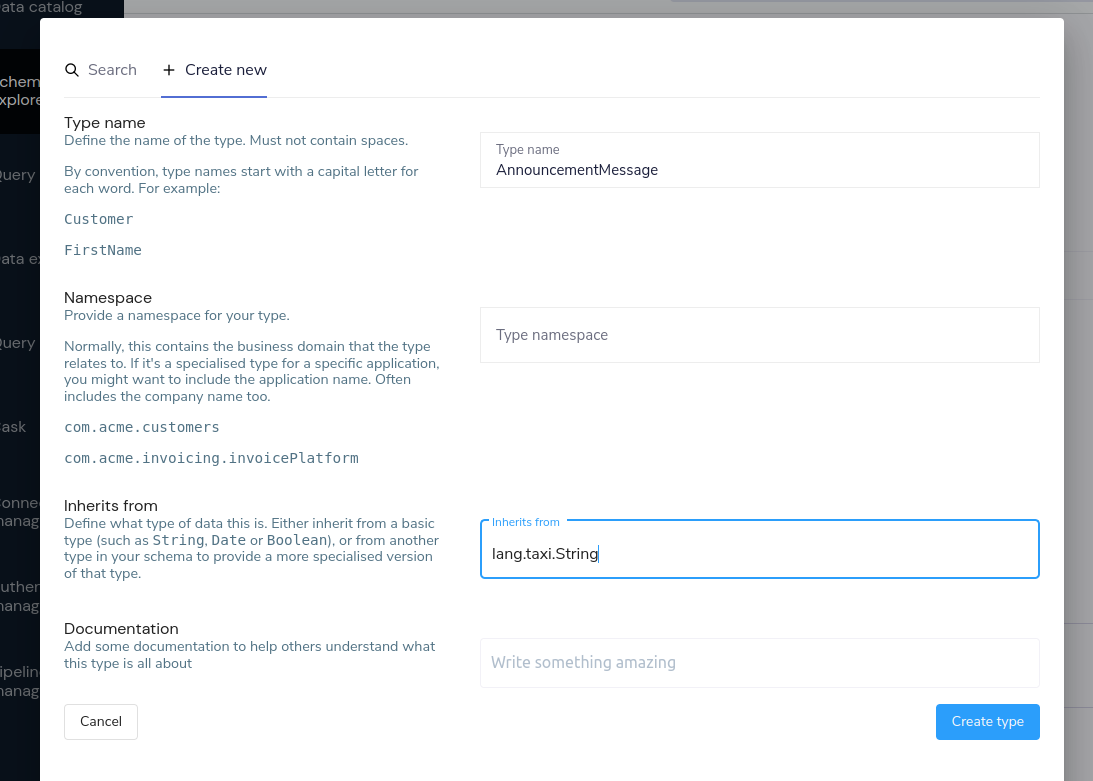 ata catalog
Search
Create new
chem
xplore
Type name
Define the name of the type. Must not contain spaces.
Type name
AnnouncementMessage
By convention, type names start with a capital letter for
each word. For example:
Query
Customer
FirstName
ata ex
Namespace
Provide a namespace for your type.
Type namespace
Query
Normally, this contains the business domain that the type
relates to. If it's a specialised type for a specific application,
you might want to include the application name. Often
includes the company name too.
com.acme.customers
ask
com.acme.invoicing.invoicePlatform
Conne
manag
Inherits from
Define what type of data this is. Either inherit from a basic
type (such as String, Date or Boolean), or from another
type in your schema to provide a more specialised version
of that type.
Inherits from
lang.taxi.String
uthen
manag
Documentation
Add some documentation to help others understand what
this type is all about
Write something amazing
ipelin
manag
Cancel
Create type